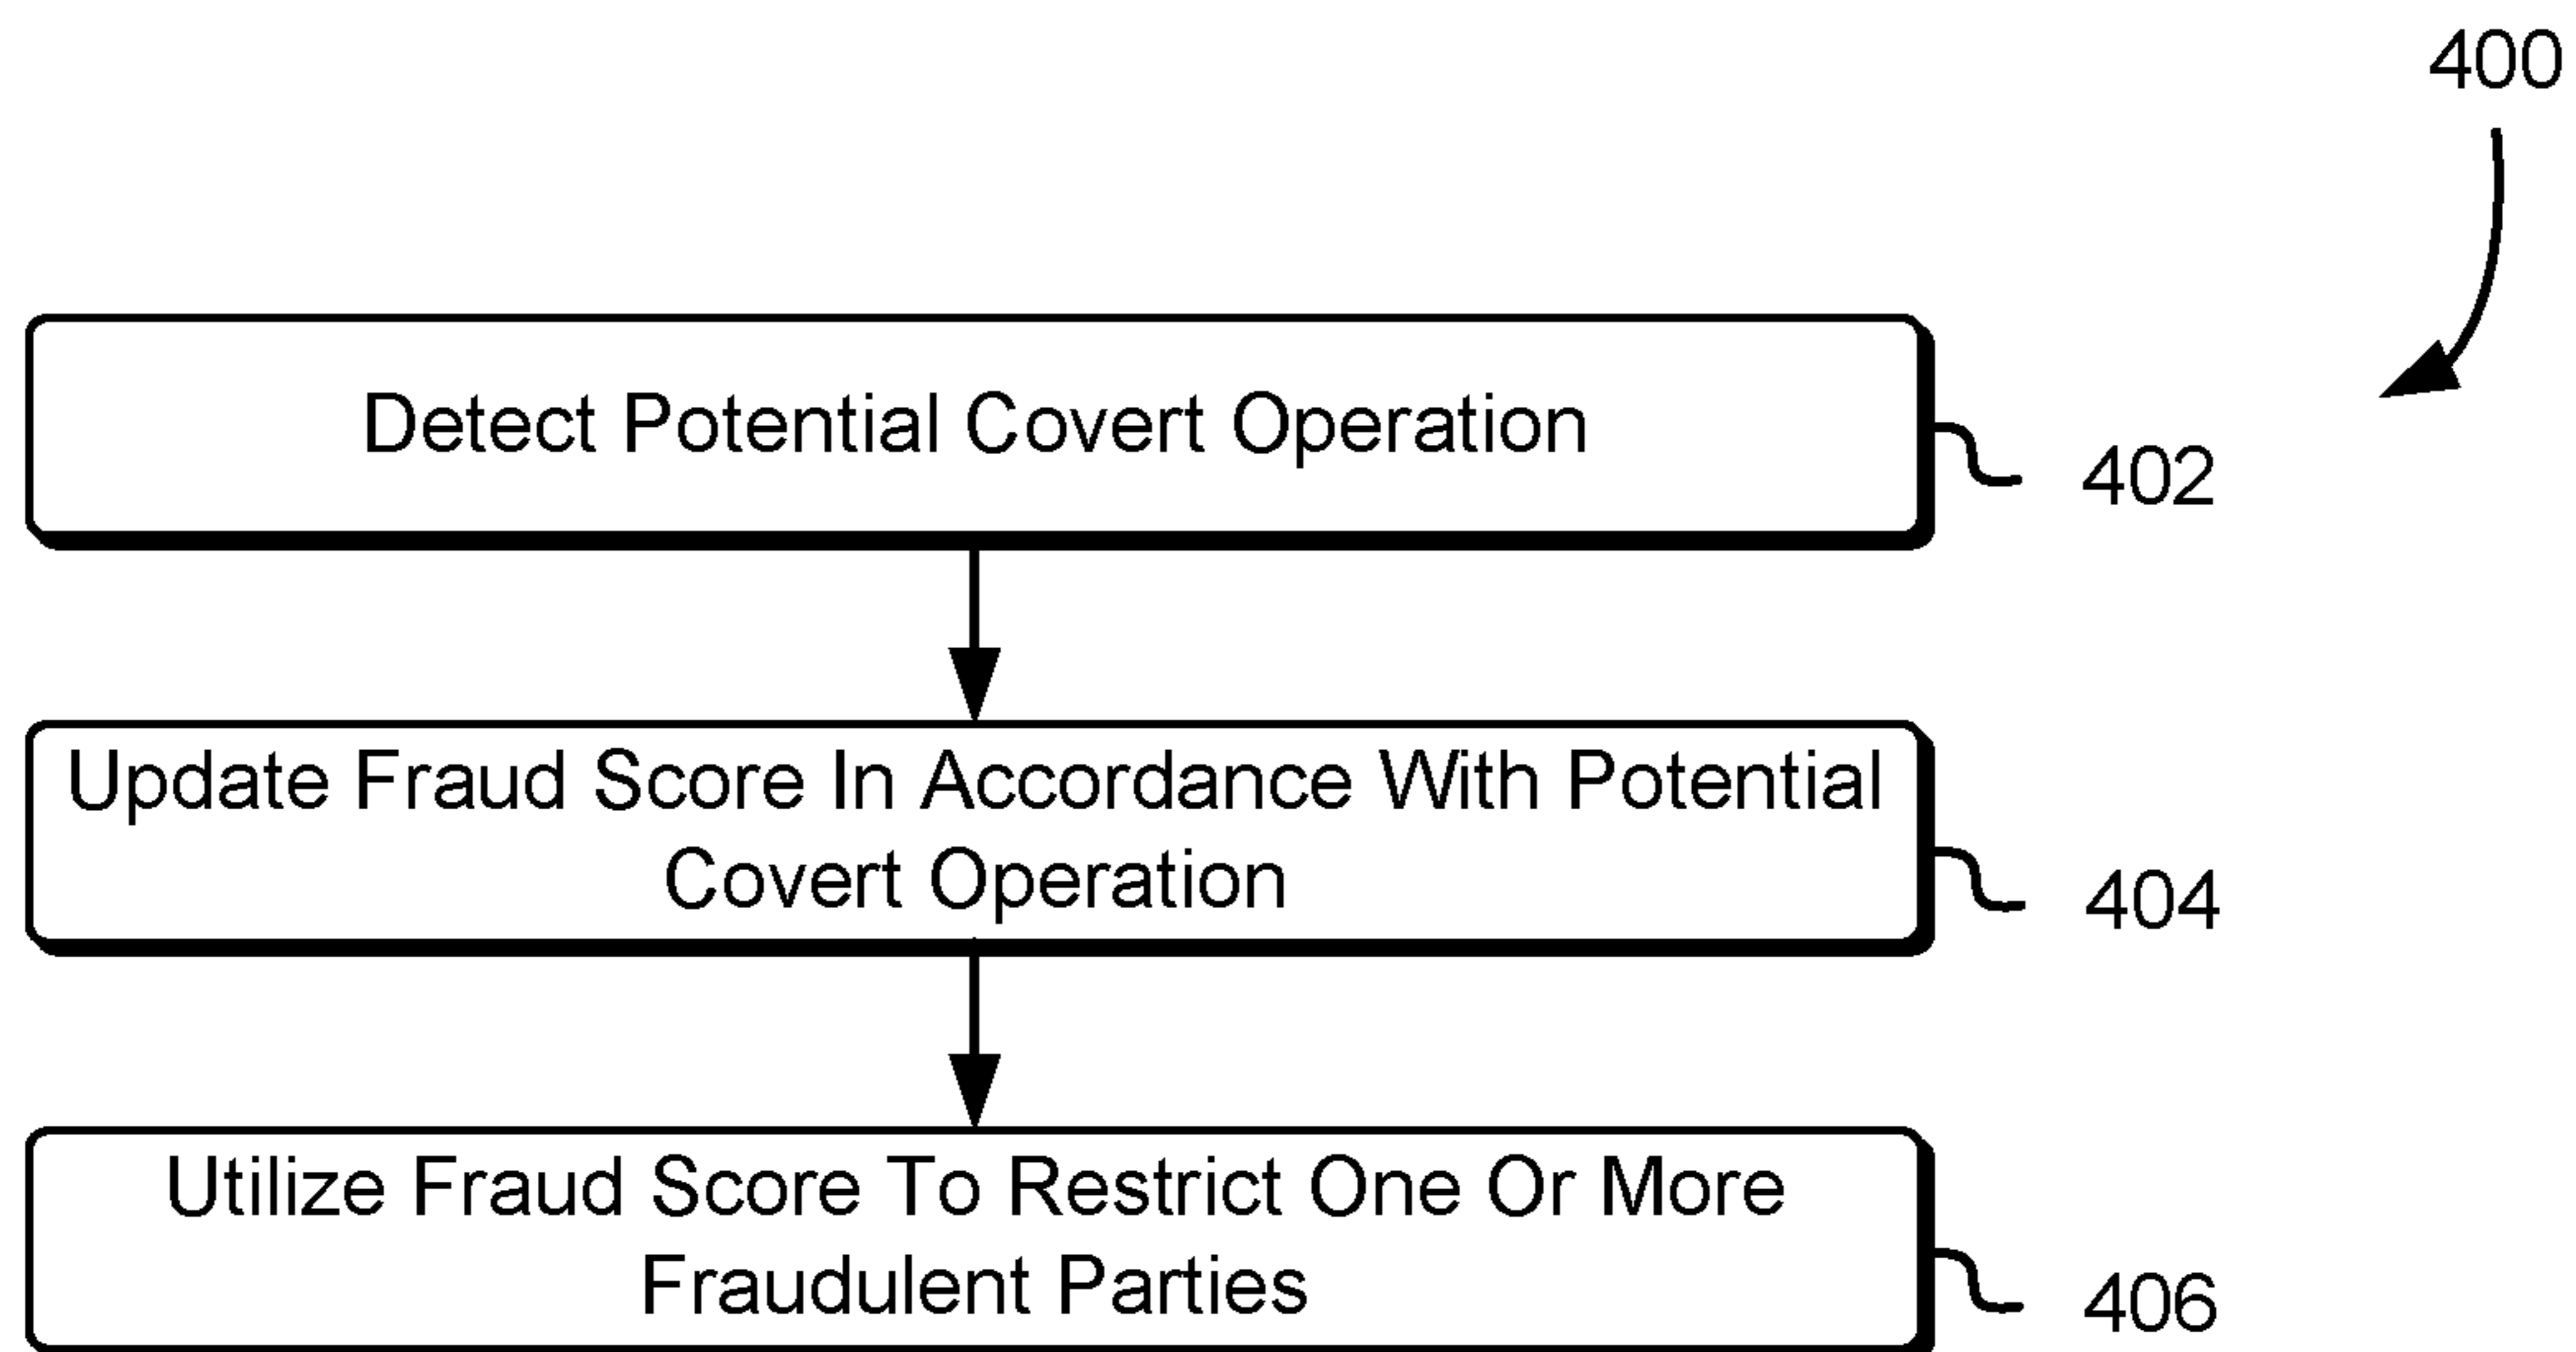 400
Detect Potential Covert Operation
402
Update Fraud Score In Accordance With Potential
Covert Operation
404
Utilize Fraud Score To Restrict One Or More
Fraudulent Parties
406